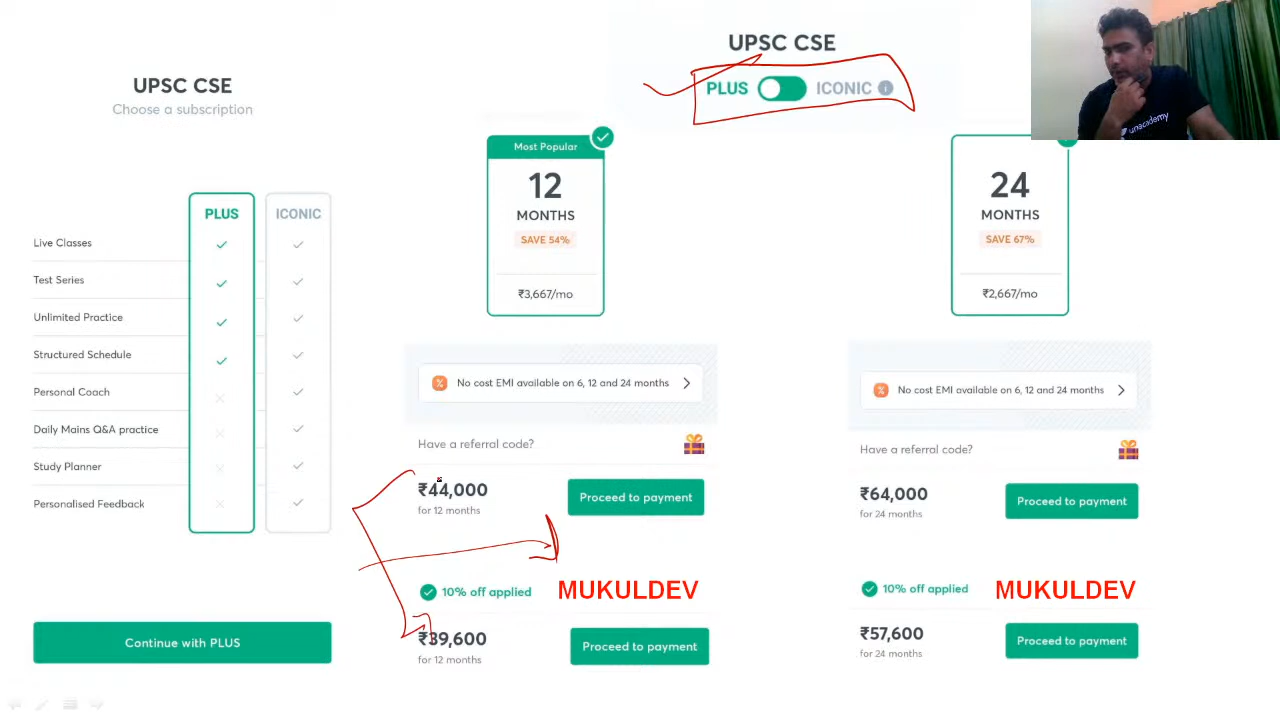 UPSC CSE
Choose a subscription
PLUS ICONIC
Live Classes
Test Series
Unlimited Practice
Structured Schedule
Personal Coach
Daily Mains Q&A practice
Study Planner
Personalised Feedback
Continue with PLUS
UPSC CSE
PLUS ICONIC i
Most Popular
12
MONTHS
SAVE 54%
₹3,667/mo
No cost EMI available on 6, 12 and 24 months
Have a referral code?
₹44,000
for 12 months
Proceed to payment
10% off applied MUKULDEV
₹39,600
for 12 months
Proceed to payment
24
MONTHS
SAVE 67%
₹2,667/mo
No cost EMI available on 6, 12 and 24 months
Have a referral code?
₹64,000
for 24 months
Proceed to payment
10% off applied MUKULDEV
₹57,600
for 24 months
Proceed to payment
unacademy